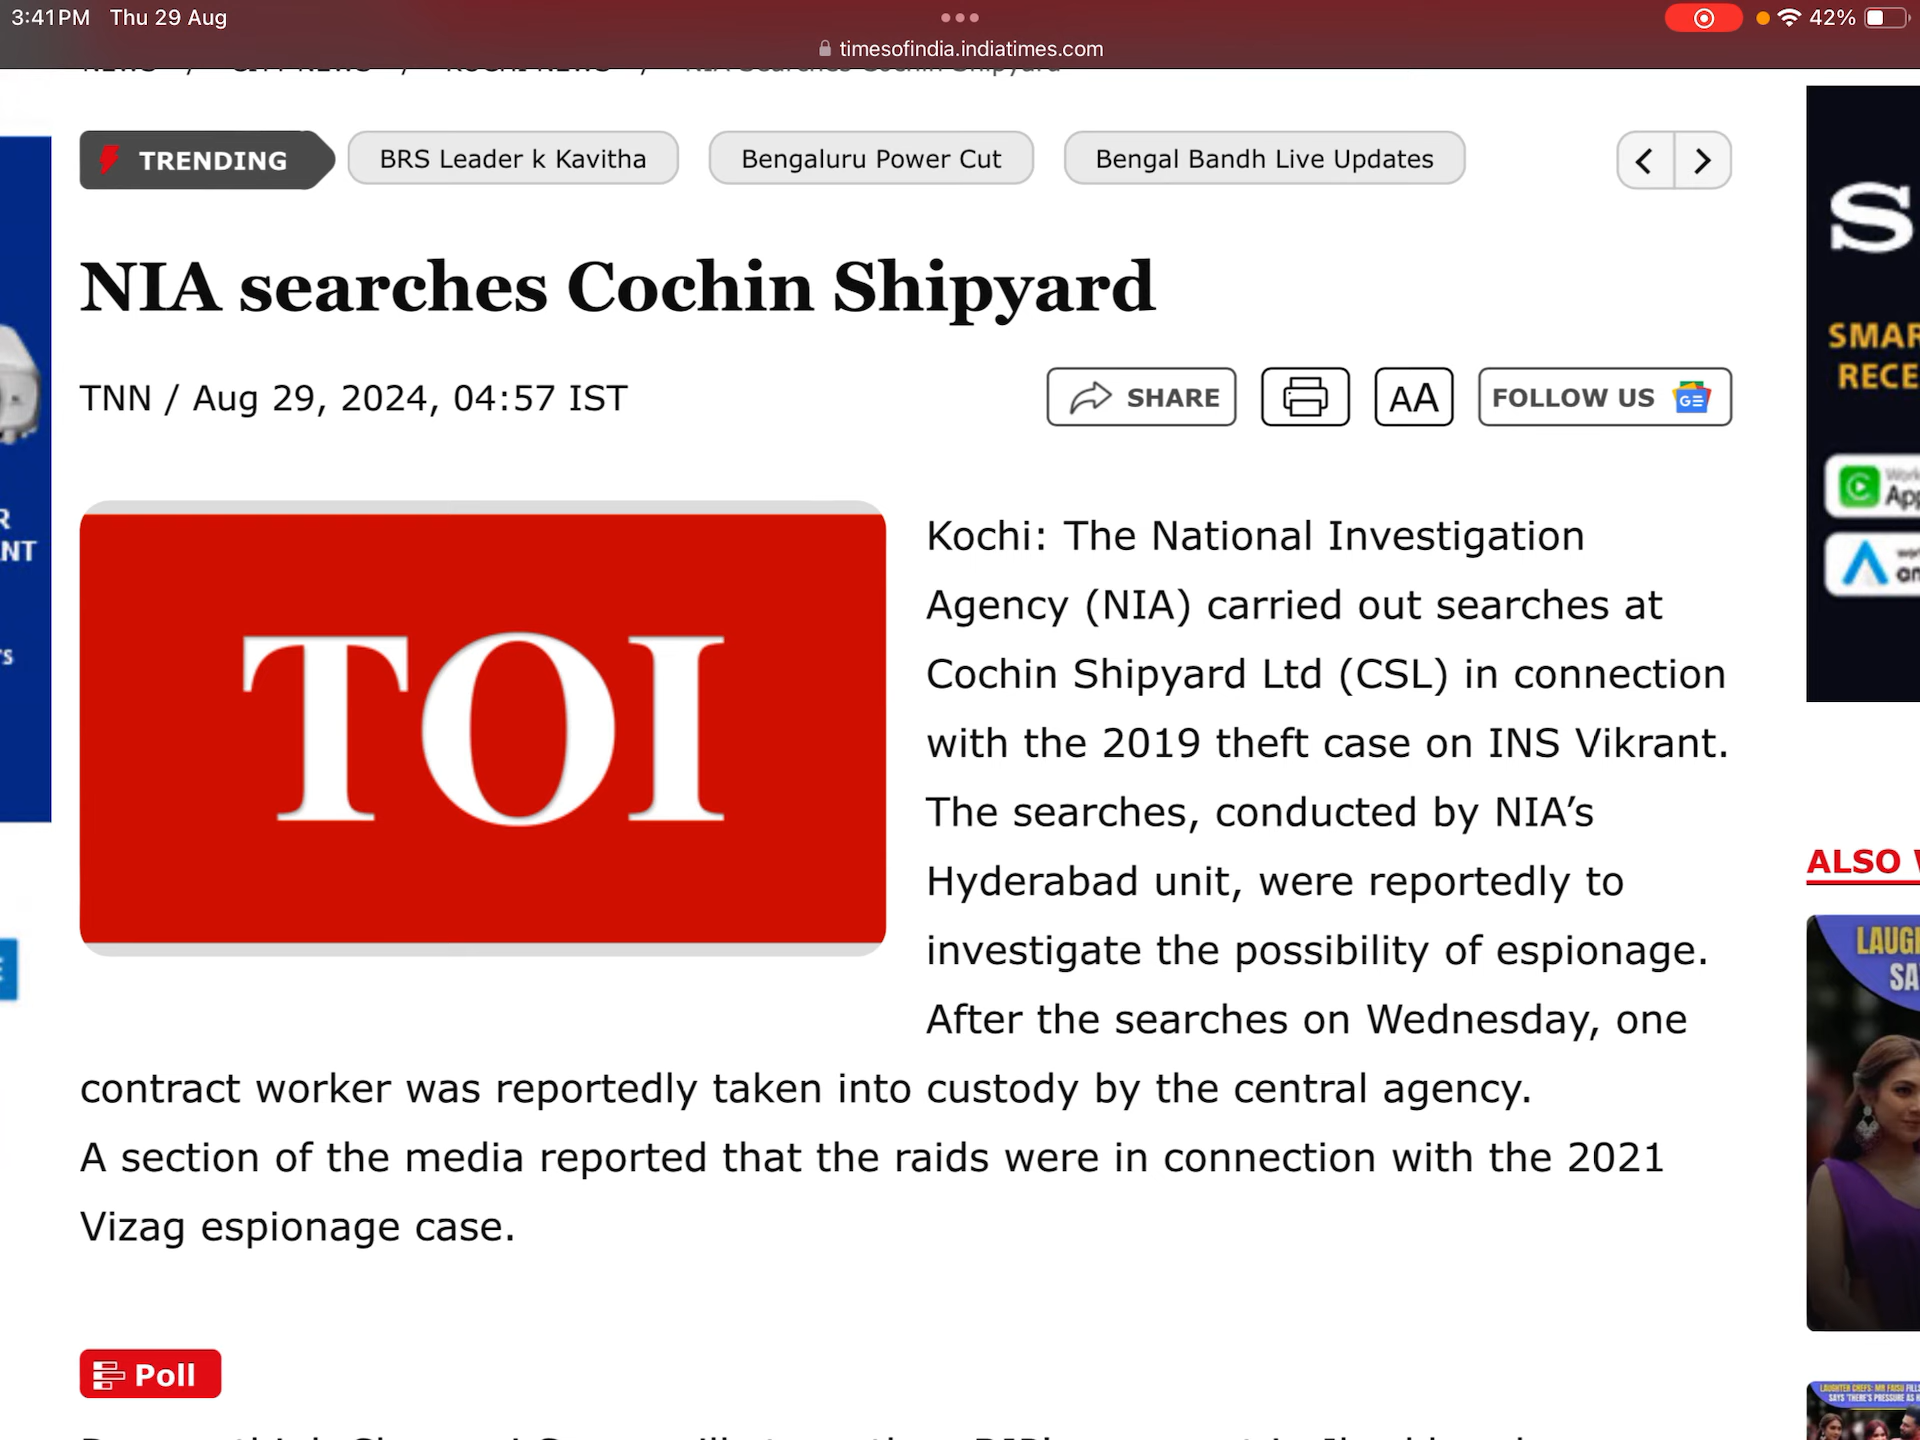 3:41 PM Thu 29 Aug
42%
timesofindia.indiatimes.com
TRENDING
BRS Leader k Kavitha
Bengaluru Power Cut
Bengal Bandh Live Updates
NIA searches Cochin Shipyard
TNN / Aug 29, 2024, 04:57 IST
SHARE
AA
FOLLOW US
GE
TOI
Kochi: The National Investigation
Agency (NIA) carried out searches at
Cochin Shipyard Ltd (CSL) in connection
with the 2019 theft case on INS Vikrant.
The searches, conducted by NIA’s
Hyderabad unit, were reportedly to
investigate the possibility of espionage.
After the searches on Wednesday, one
contract worker was reportedly taken into custody by the central agency.
A section of the media reported that the raids were in connection with the 2021
Vizag espionage case.
Poll
ALSO